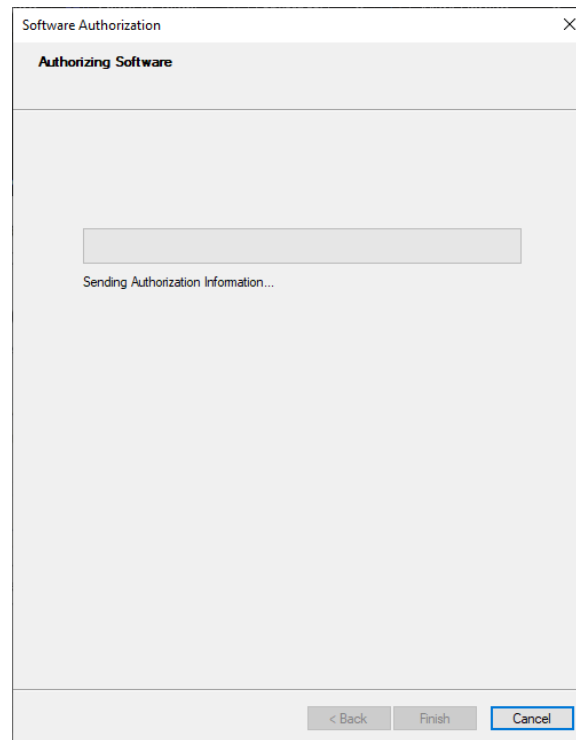 Software Authorization
Authorizing Software
Sending Authorization Information...
< Back Finish Cancel